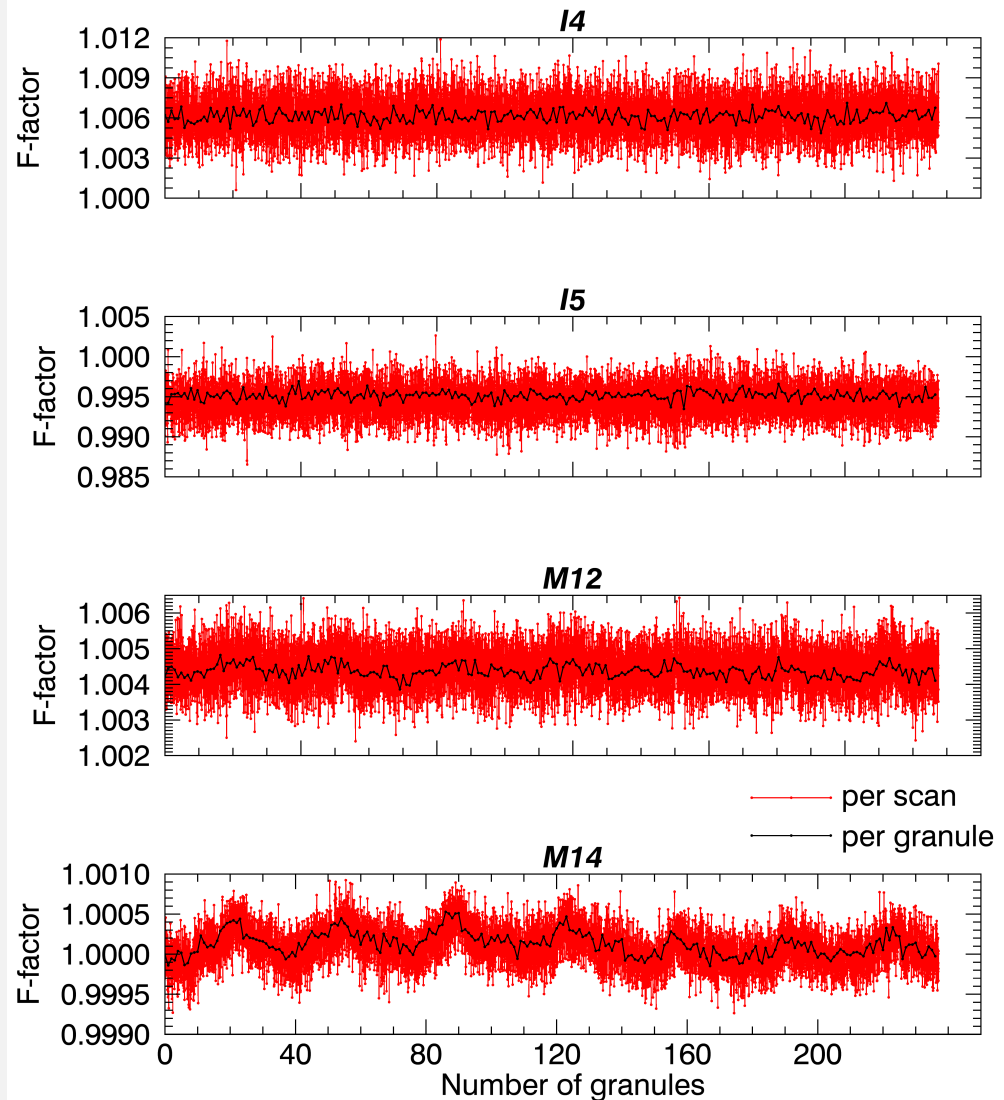 I4
1.012
1.009
1.006
1.003
1.000
F-factor
I5
1.005
1.000
0.995
0.990
0.985
F-factor
M12
1.006
1.005
1.004
1.003
1.002
F-factor
per scan
per granule
M14
1.0010
1.0005
1.0000
0.9995
0.9990
F-factor
0 40 80 120 160 200
Number of granules